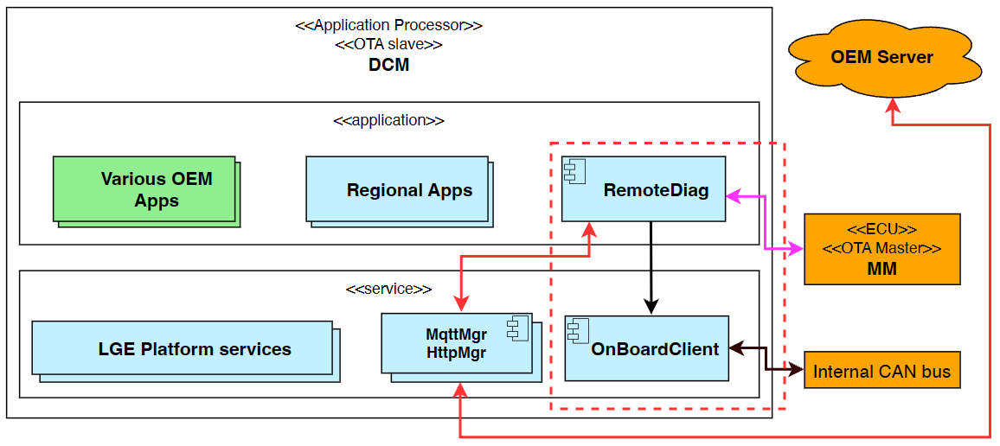 <<Application Processor>>
<<OTA slave>>
DCM
OEM Server
<<application>>
Various OEM
Apps
Regional Apps
RemoteDiag
<<ECU>>
<<OTA Master>>
MM
<<service>>
LGE Platform services
MqttMgr
HttpMgr
OnBoardClient
Internal CAN bus